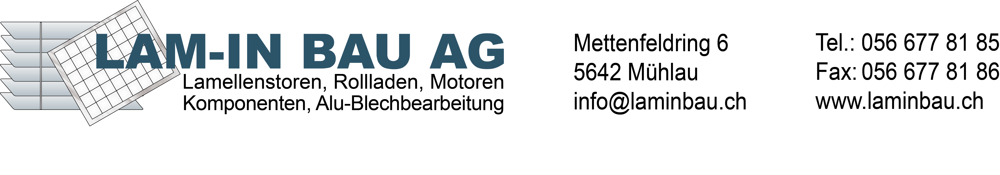 LAM-IN BAU AG
Lamellenstoren, Rollladen, Motoren
Komponenten, Alu-Blechbearbeitung
Mettenfeldring 6
5642 Mühlau
info@laminbau.ch
Tel.: 056 677 81 85
Fax: 056 677 81 86
www.laminbau.ch